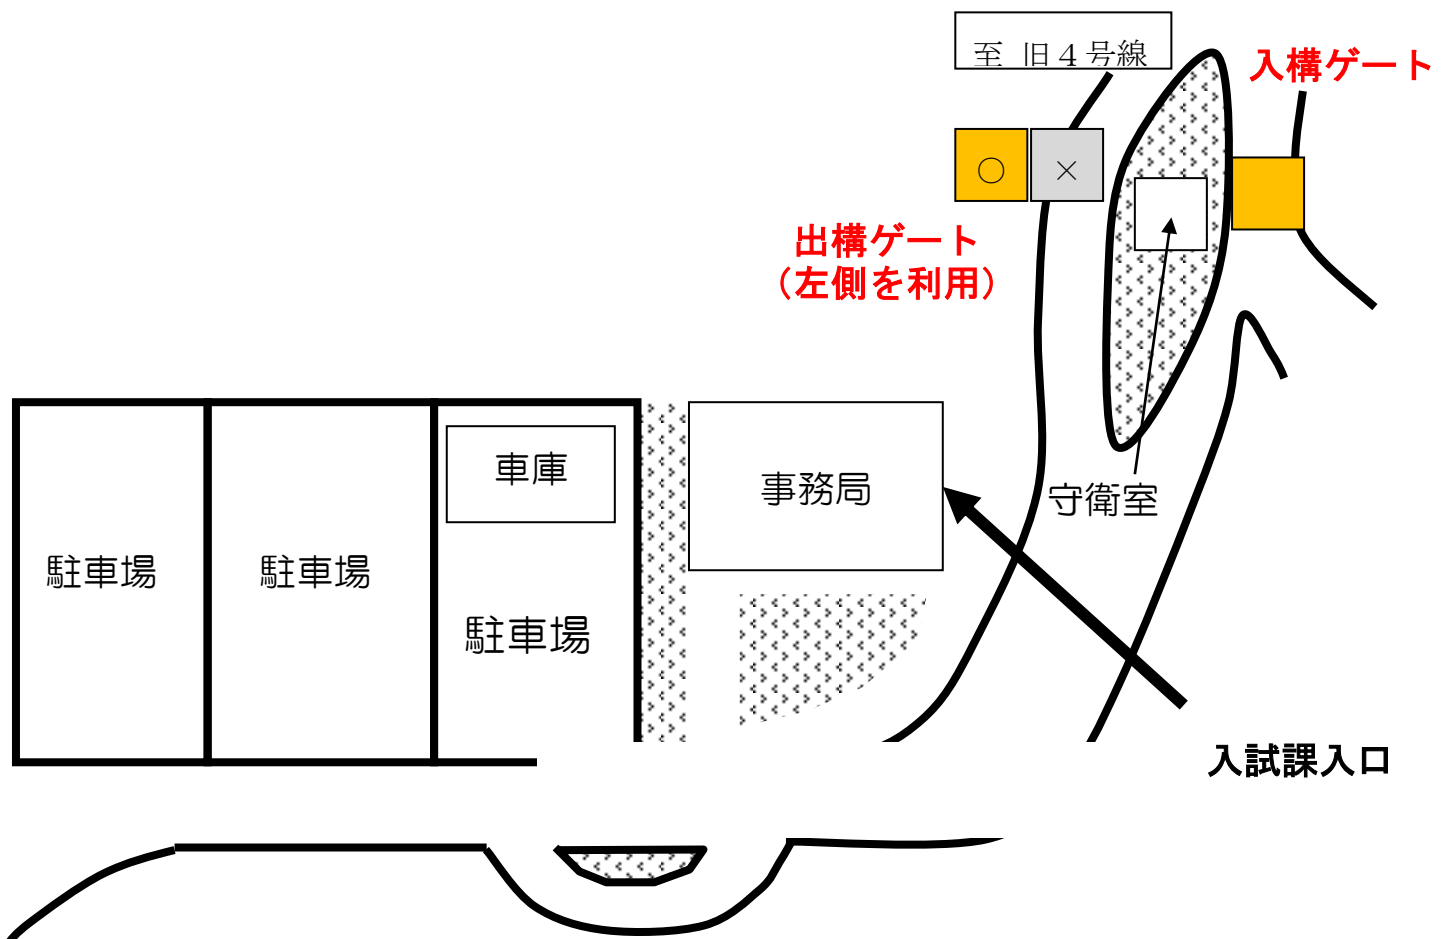 至 旧４号線
入構ゲート
○
×
出構ゲート
（左側を利用）
車庫
事務局
守衛室
駐車場
駐車場
駐車場
入試課入口